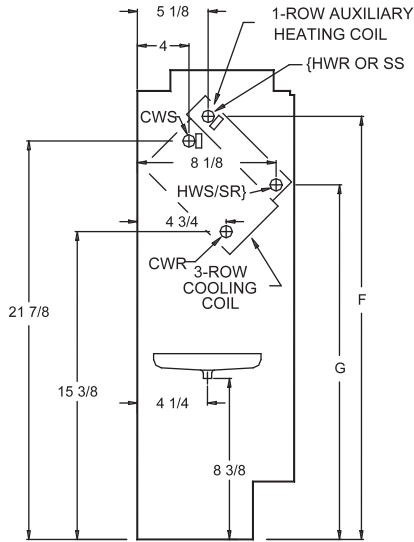 5 1/8
1-ROW AUXILIARY
HEATING COIL
4
{HWR OR SS
CWS
8 1/8
HWS/SR}
4 3/4
CWR
3-ROW
COOLING
COIL
F
21 7/8
G
15 3/8
4 1/4
8 3/8